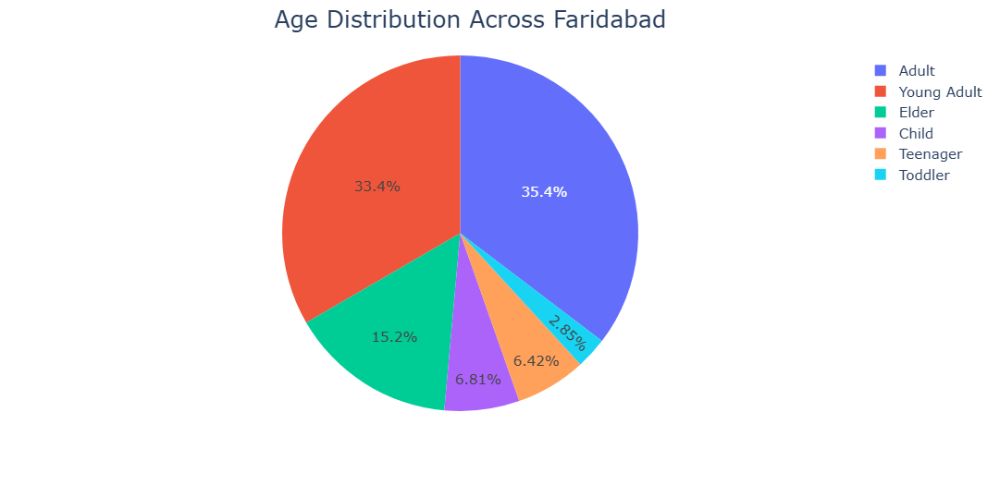 Age Distribution Across Faridabad
Adult
Young Adult
Elder
Child
Teenager
Toddler
33.4%
35.4%
15.2%
2.85%
6.42%
6.81%